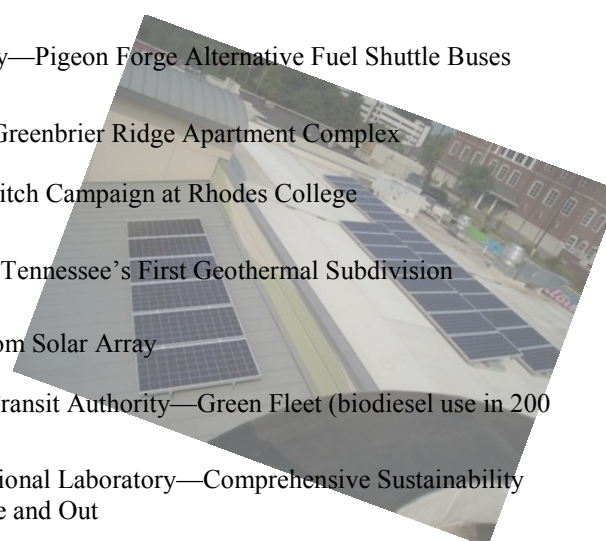 y—Pigeon Forge Alternative Fuel Shuttle Buses
Greenbrier Ridge Apartment Complex
itch Campaign at Rhodes College
Tennessee’s First Geothermal Subdivision
om Solar Array
ransit Authority—Green Fleet (biodiesel use in 200
ional Laboratory—Comprehensive Sustainability
e and Out